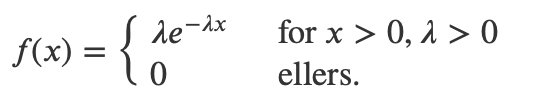 f(x) = { λe^{−λx} for x > 0, λ > 0
0 ellers.